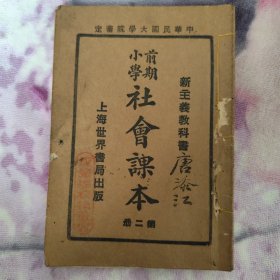 中華民國大學院審定
新主義教科書
前期
小學
社會課本
第二册
上海世界書局出版